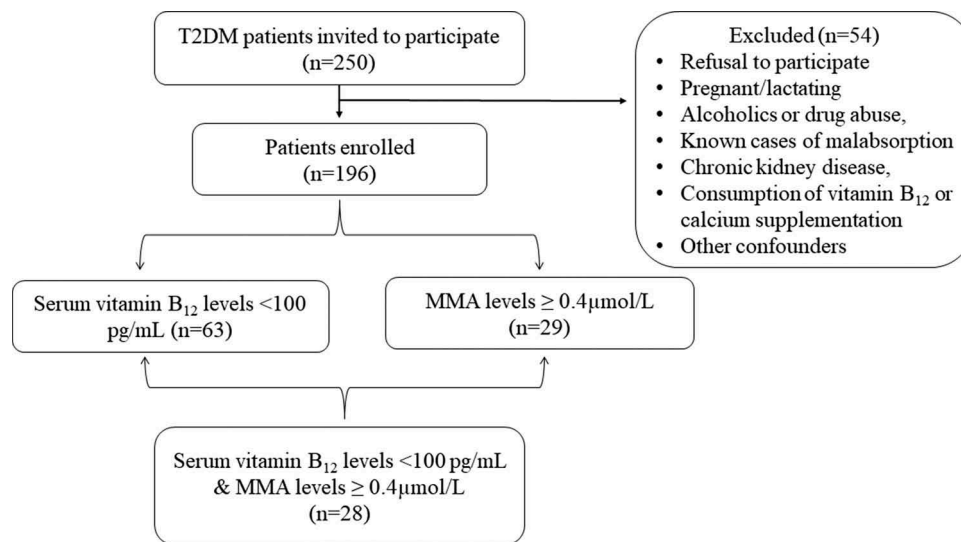 T2DM patients invited to participate
(n=250)
Excluded (n=54)
• Refusal to participate
• Pregnant/lactating
• Alcoholics or drug abuse,
• Known cases of malabsorption
• Chronic kidney disease,
• Consumption of vitamin B₁₂ or
calcium supplementation
• Other confounders
Patients enrolled
(n=196)
Serum vitamin B₁₂ levels <100
pg/mL (n=63)
MMA levels ≥ 0.4µmol/L
(n=29)
Serum vitamin B₁₂ levels <100 pg/mL
& MMA levels ≥ 0.4µmol/L
(n=28)